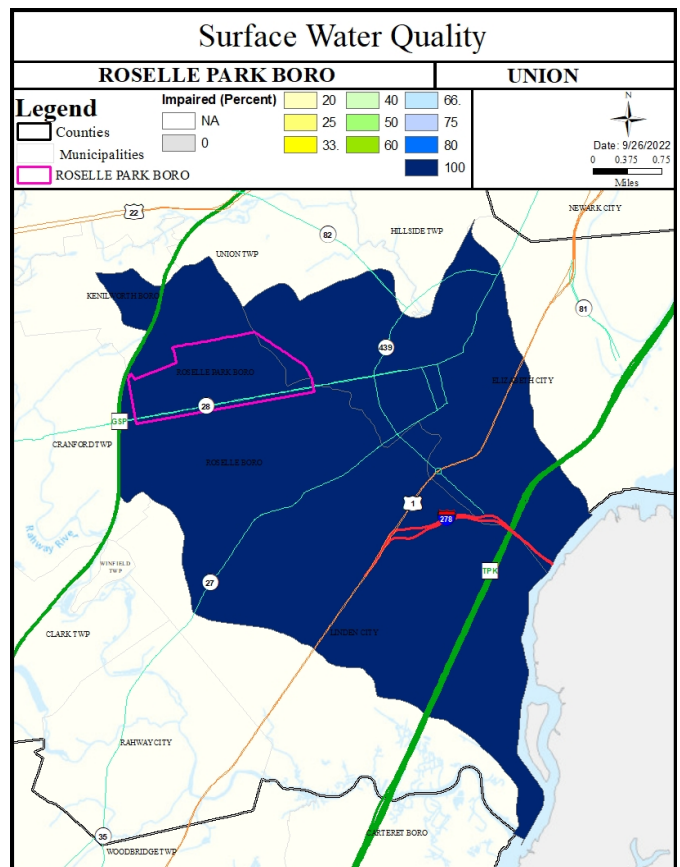 Surface Water Quality
ROSELLE PARK BORO
UNION
Legend
Counties
Municipalities
ROSELLE PARK BORO
Impaired (Percent)
NA
0
20
25
33.
40
50
60
66.
75
80
100
N
Date: 9/26/2022
0 0.375 0.75
Miles
22
NEWARK CITY
82
HILLSIDE TWP
UNION TWP
KENILWORTH BORO
81
439
ROSELLE PARK BORO
ELIZABETH CITY
28
GSP
CRANFORD TWP
ROSELLE BORO
1
278
Rahway River
WINFIELD
TWP
TPK
27
CLARK TWP
LINDEN CITY
RAHWAY CITY
35
CARTERET BORO
WOODBRIDGE TWP